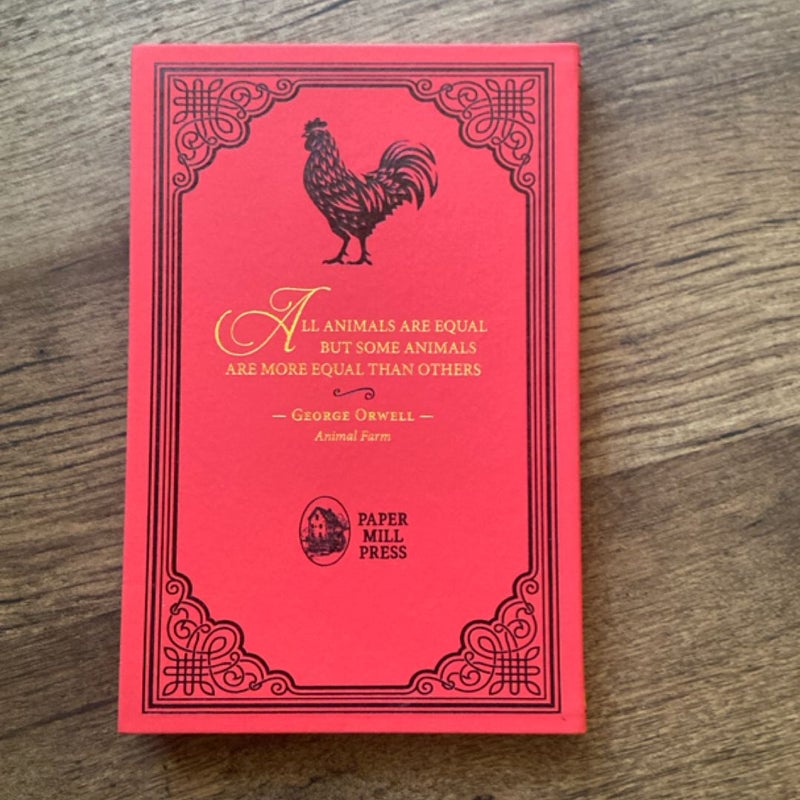 ALL ANIMALS ARE EQUAL
BUT SOME ANIMALS
ARE MORE EQUAL THAN OTHERS
— GEORGE ORWELL —
Animal Farm
PAPER
MILL
PRESS